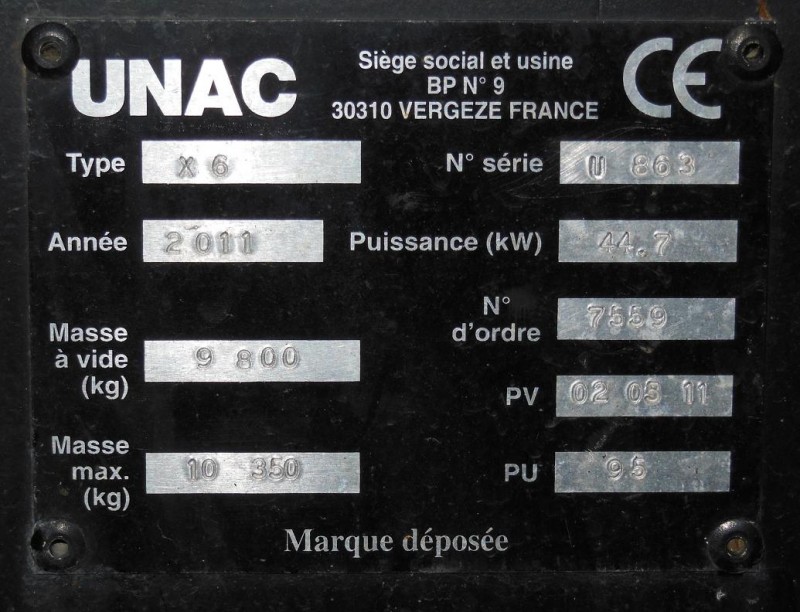 UNAC
Siège social et usine
BP N° 9
30310 VERGEZE FRANCE
CE
Type X 6
N° série U 863
Année 2011
Puissance (kW) 44.7
N°
d'ordre 7559
Masse
à vide 9 800
(kg)
PV 02 03 11
Masse
max. 10 350
(kg)
PU 95
Marque déposée